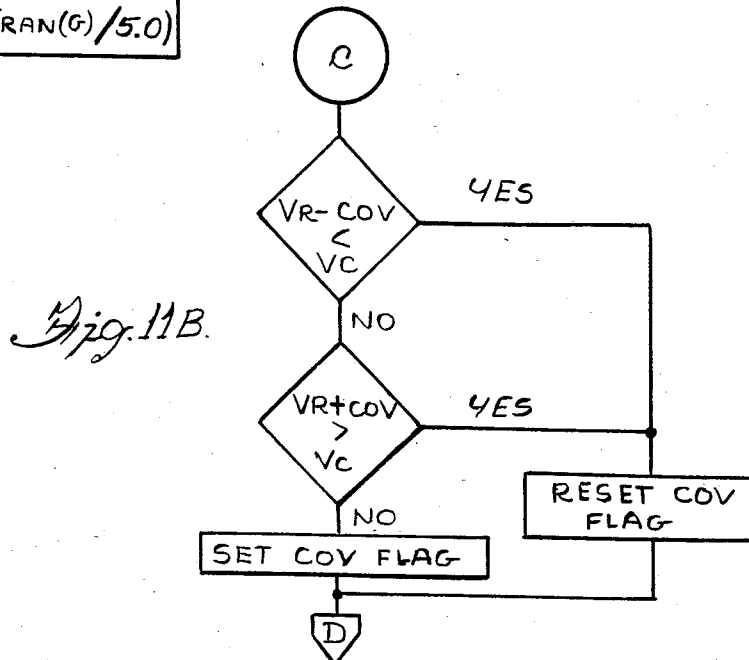 RAN(G)/5.0)
C
VR-COV
<
VC
YES
NO
Fig. 11B.
VR+COV
>
VC
YES
NO
RESET COV
FLAG
SET COV FLAG
D